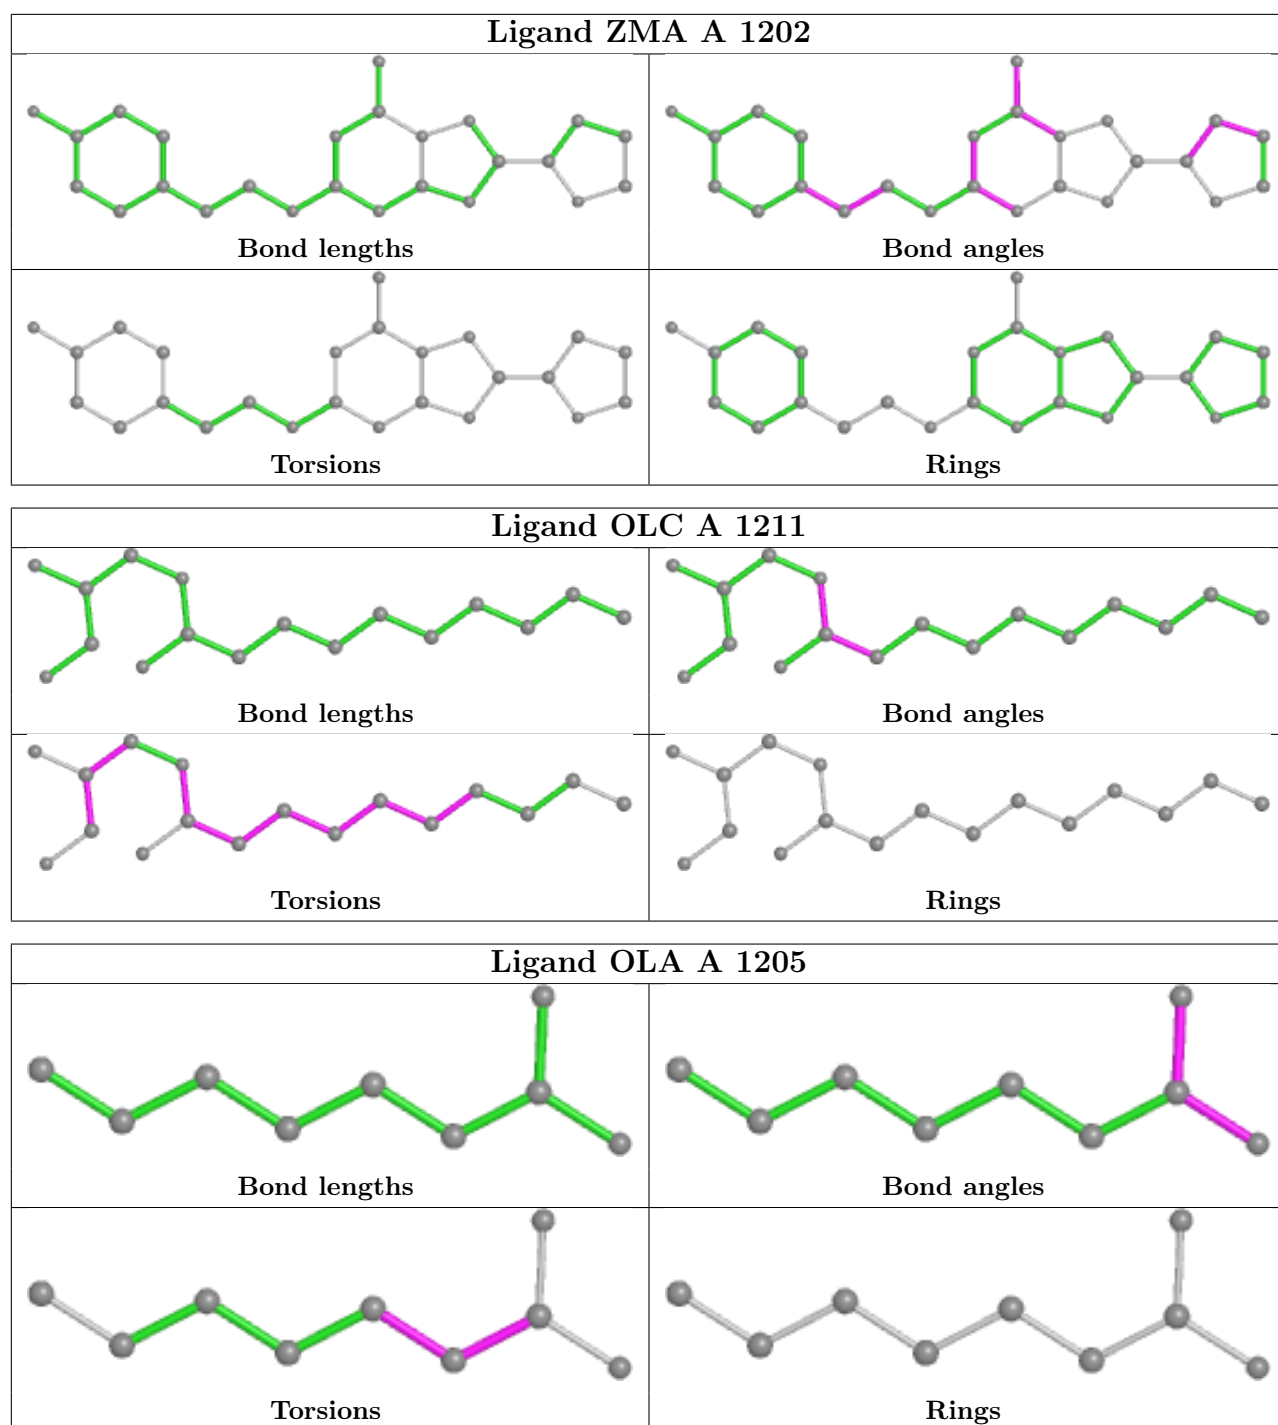 Ligand ZMA A 1202
Bond lengths
Bond angles
Torsions
Rings
Ligand OLC A 1211
Bond lengths
Bond angles
Torsions
Rings
Ligand OLA A 1205
Bond lengths
Bond angles
Torsions
Rings